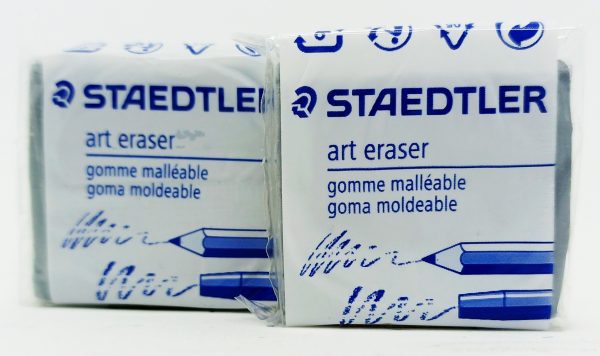 STAEDTLER
art eraser
gomme malléable
goma moldeable
STAEDTLER
art eraser
gomme malléable
goma moldeable